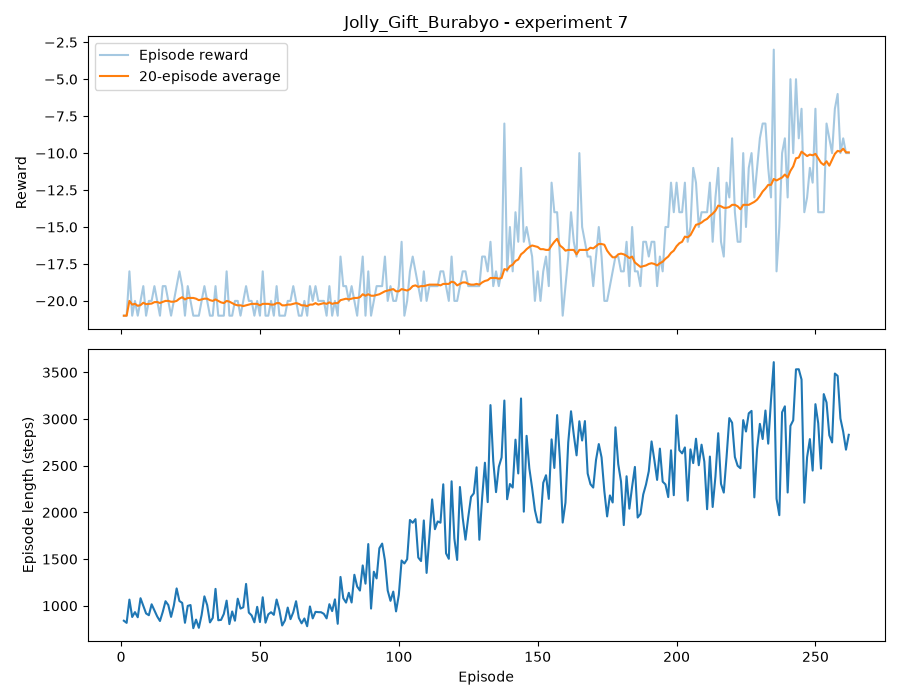 Jolly_Gift_Burabyo - experiment 7
Episode reward
20-episode average
Reward
−2.5
−5.0
−7.5
−10.0
−12.5
−15.0
−17.5
−20.0
Episode length (steps)
3500
3000
2500
2000
1500
1000
0 50 100 150 200 250
Episode